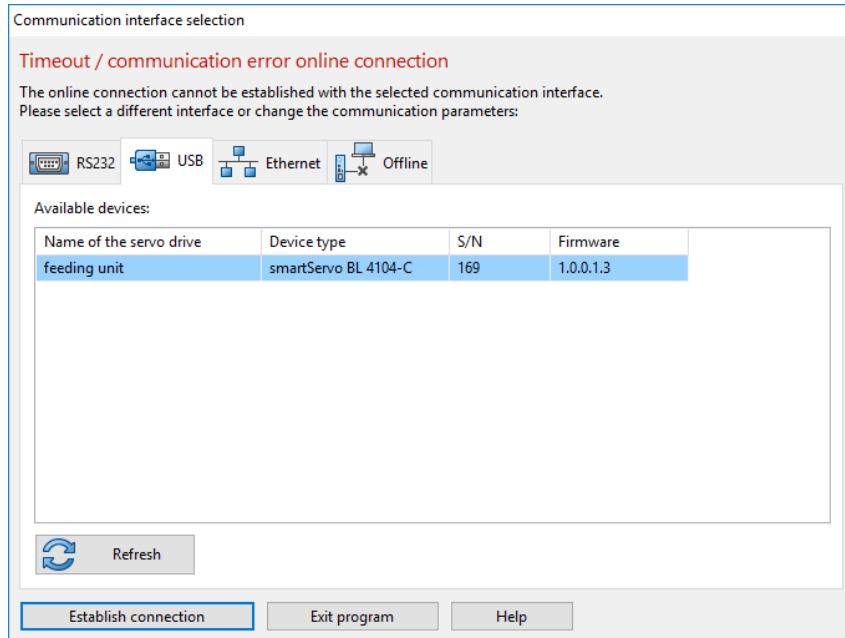 Communication interface selection
Timeout / communication error online connection
The online connection cannot be established with the selected communication interface.
Please select a different interface or change the communication parameters:
RS232 USB Ethernet Offline
Available devices:
Name of the servo drive Device type S/N Firmware
feeding unit smartServo BL 4104-C 169 1.0.0.1.3
Refresh
Establish connection Exit program Help